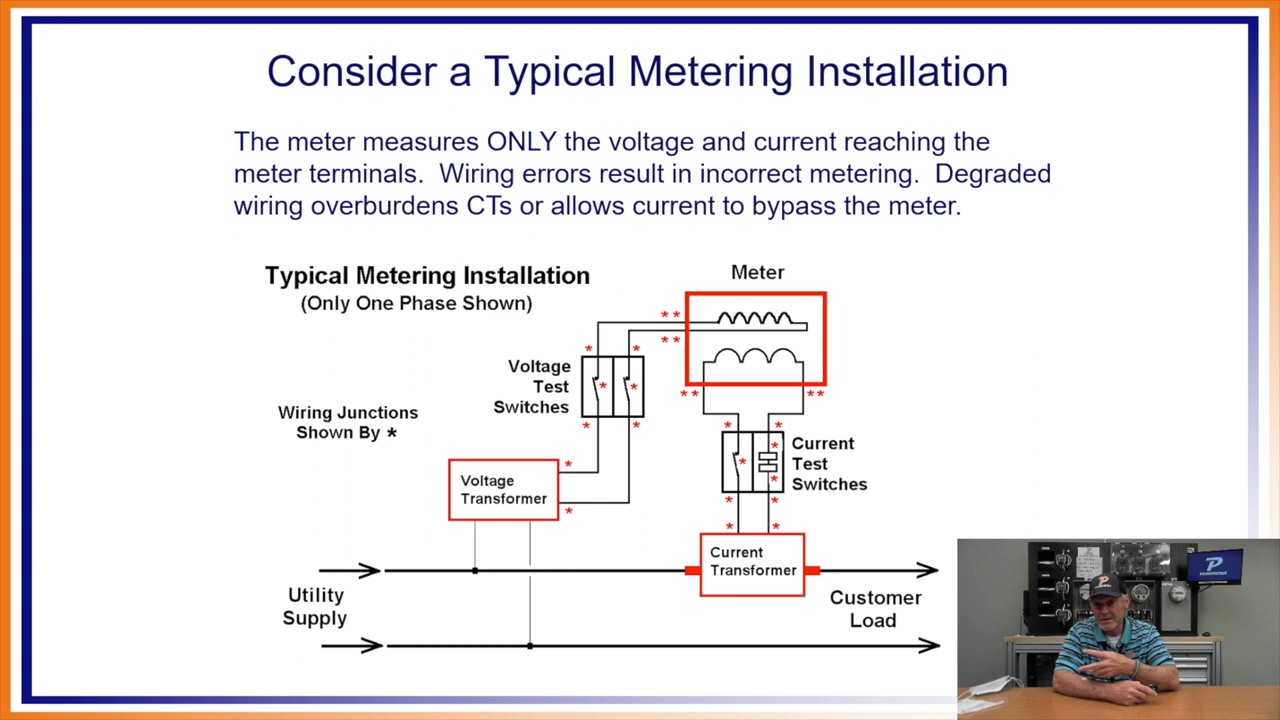 Consider a Typical Metering Installation
The meter measures ONLY the voltage and current reaching the
meter terminals.  Wiring errors result in incorrect metering.  Degraded
wiring overburdens CTs or allows current to bypass the meter.
Typical Metering Installation
(Only One Phase Shown)
Meter
* *
* *
Voltage
Test
Switches
Wiring Junctions
Shown By *
Current
Test
Switches
Voltage
Transformer
Current
Transformer
Utility
Supply
Customer
Load
P